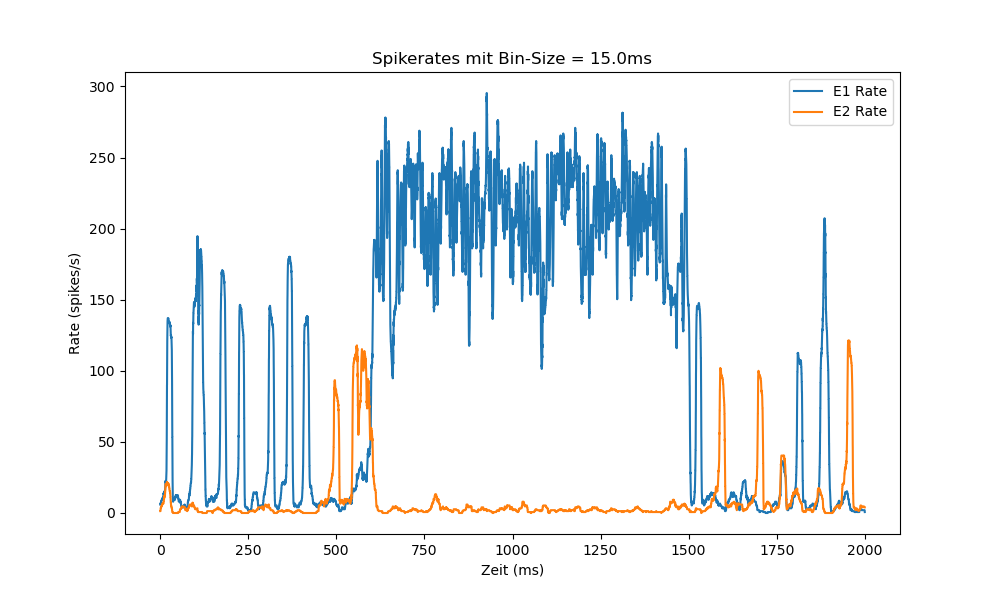 Spikerates mit Bin-Size = 15.0ms
E1 Rate
E2 Rate
Rate (spikes/s)
300
250
200
150
100
50
0
0 250 500 750 1000 1250 1500 1750 2000
Zeit (ms)